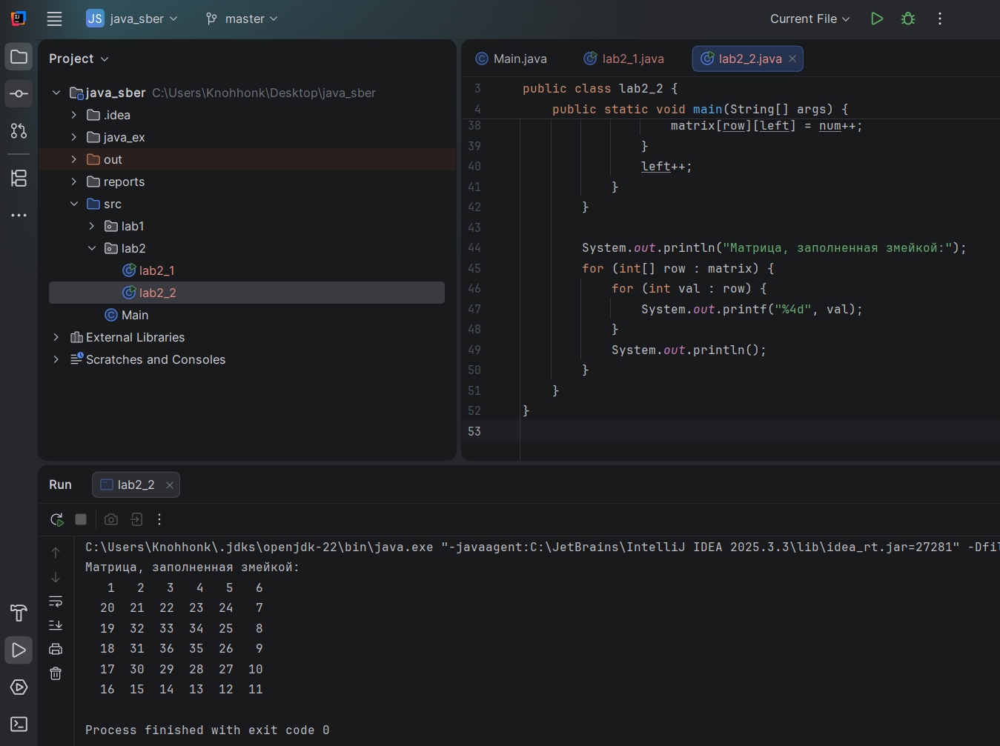 JS java_sber master Current File
Project
java_sber C:\Users\Knohhonk\Desktop\java_sber
.idea
java_ex
out
reports
src
lab1
lab2
lab2_1
lab2_2
Main
External Libraries
Scratches and Consoles
Main.java lab2_1.java lab2_2.java
3 public class lab2_2 {
4 public static void main(String[] args) {
38 matrix[row][left] = num++;
39 }
40 left++;
41 }
42 }
43
44 System.out.println("Матрица, заполненная змейкой:");
45 for (int[] row : matrix) {
46 for (int val : row) {
47 System.out.printf("%4d", val);
48 }
49 System.out.println();
50 }
51 }
52 }
53
Run lab2_2
C:\Users\Knohhonk\.jdks\openjdk-22\bin\java.exe "-javaagent:C:\JetBrains\IntelliJ IDEA 2025.3.3\lib\idea_rt.jar=27281" -Dfil
Матрица, заполненная змейкой:
1 2 3 4 5 6
20 21 22 23 24 7
19 32 33 34 25 8
18 31 36 35 26 9
17 30 29 28 27 10
16 15 14 13 12 11
Process finished with exit code 0